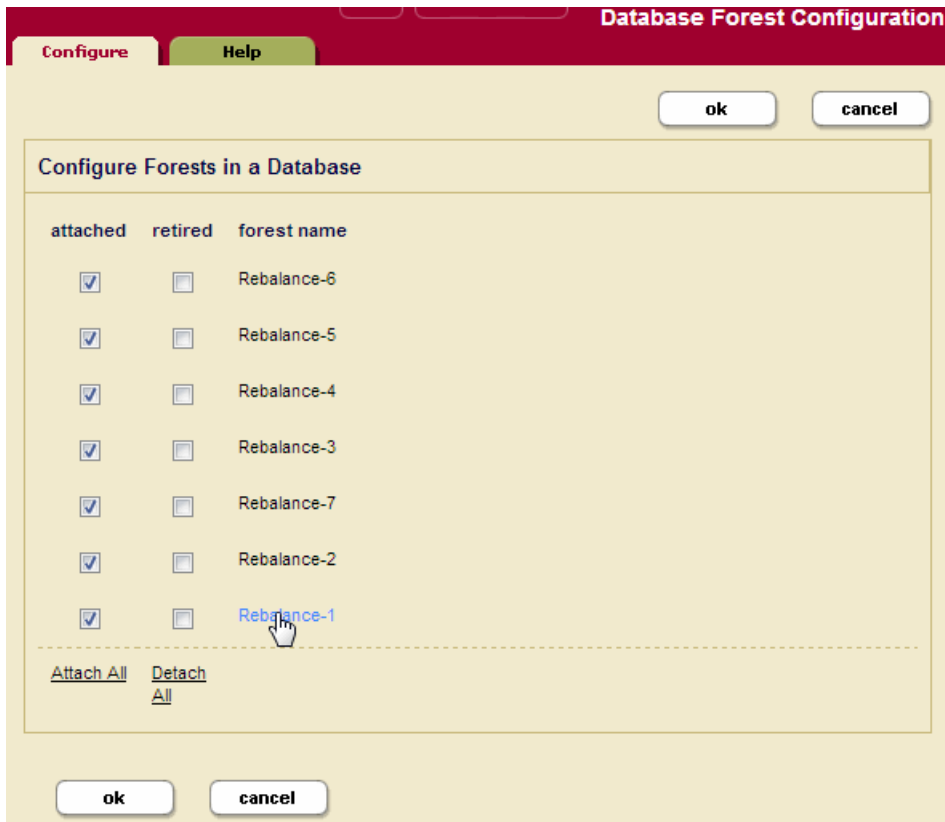 Database Forest Configuration
Configure Help
ok cancel
Configure Forests in a Database
attached retired forest name
Rebalance-6
Rebalance-5
Rebalance-4
Rebalance-3
Rebalance-7
Rebalance-2
Rebalance-1
Attach All Detach
All
ok cancel